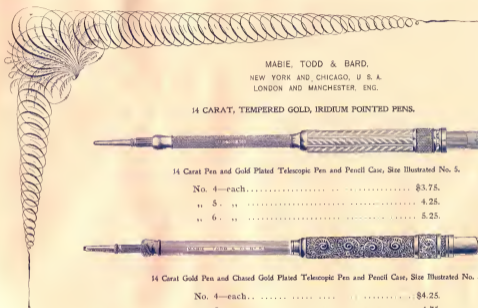 MABIE, TODD & BARD,
NEW YORK AND CHICAGO, U S. A.
LONDON AND MANCHESTER, ENG.
14 CARAT, TEMPERED GOLD, IRIDIUM POINTED PENS.
14 Carat Pen and Gold Plated Telescopic Pen and Pencil Case, Size Illustrated No. 5.
No. 4—each.................................... $3.75.
,, 5. ,, .................................... 4.25.
,, 6. ,, .................................... 5.25.
14 Carat Gold Pen and Chased Gold Plated Telescopic Pen and Pencil Case, Size Illustrated No.
No. 4—each.................................... $4.25.